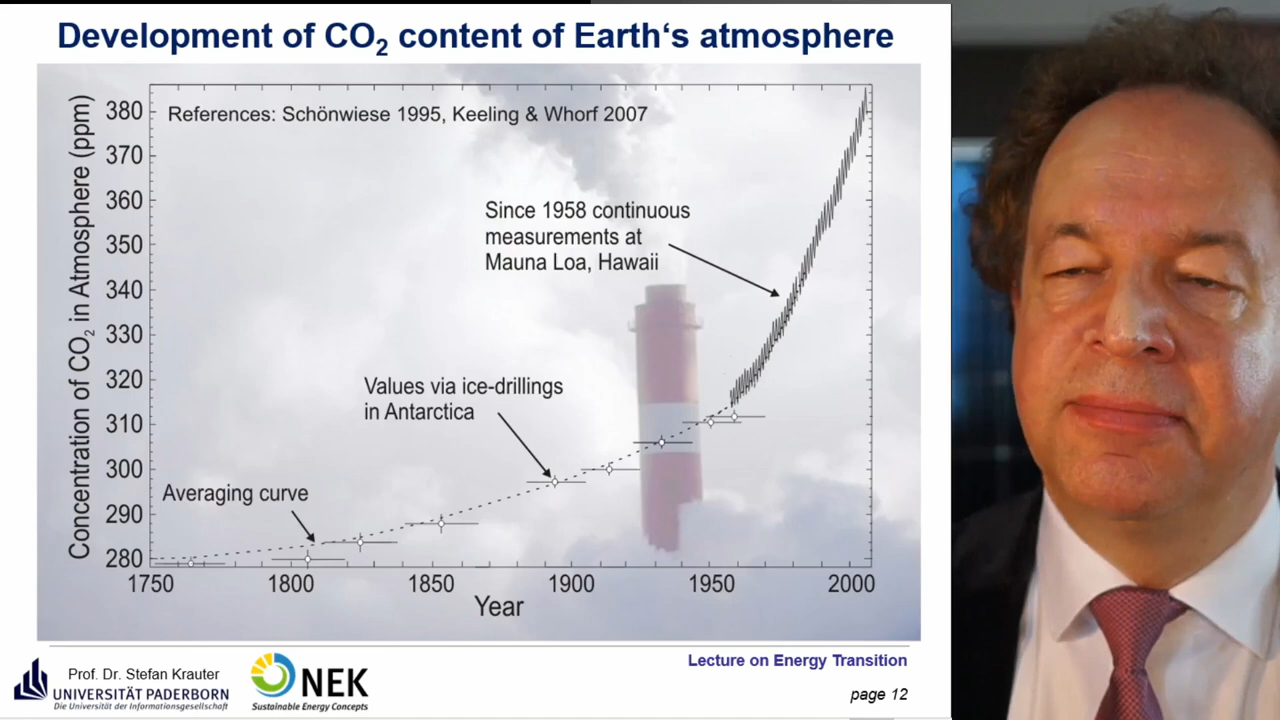 Development of CO₂ content of Earth‘s atmosphere
References: Schönwiese 1995, Keeling & Whorf 2007
Concentration of CO₂ in Atmosphere (ppm)
380
370
360
350
340
330
320
310
300
290
280
Since 1958 continuous
measurements at
Mauna Loa, Hawaii
Values via ice-drillings
in Antarctica
Averaging curve
1750 1800 1850 1900 1950 2000
Year
Prof. Dr. Stefan Krauter
UNIVERSITÄT PADERBORN
Die Universität der Informationsgesellschaft
NEK
Sustainable Energy Concepts
Lecture on Energy Transition
page 12